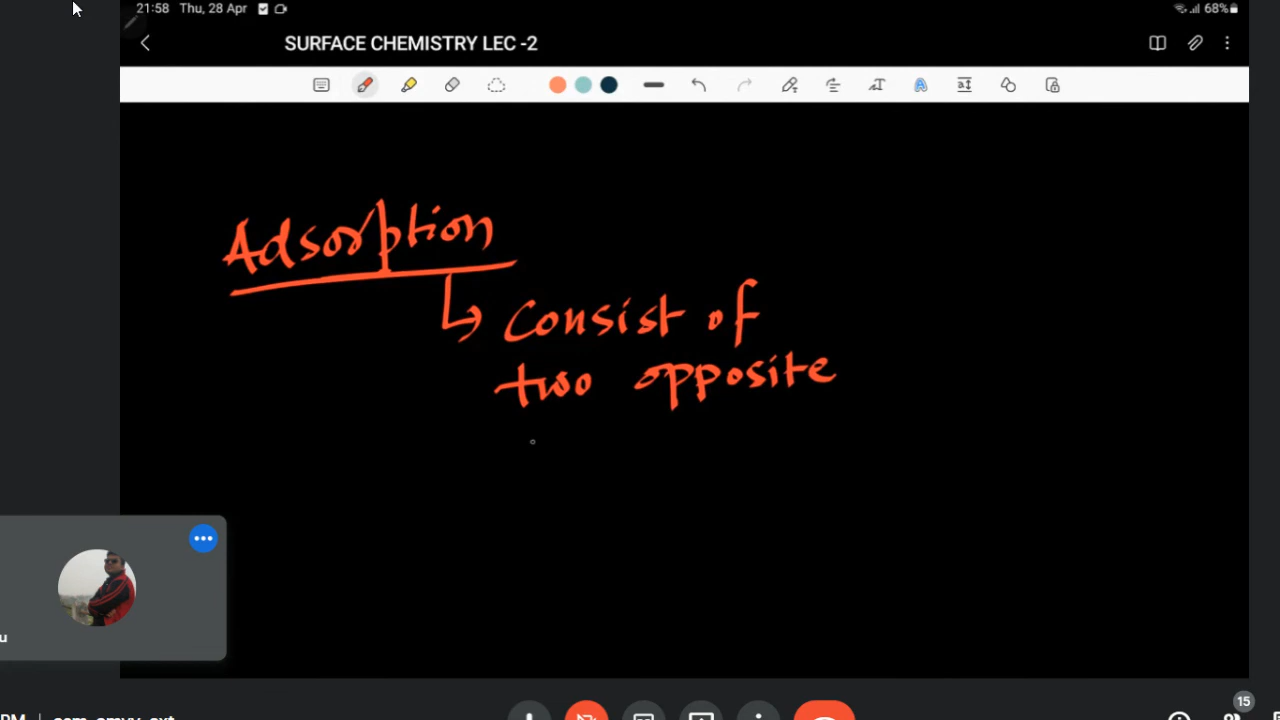 21:58 Thu, 28 Apr 68%
SURFACE CHEMISTRY LEC -2
Adsorption
Consist of
two opposite
u
15